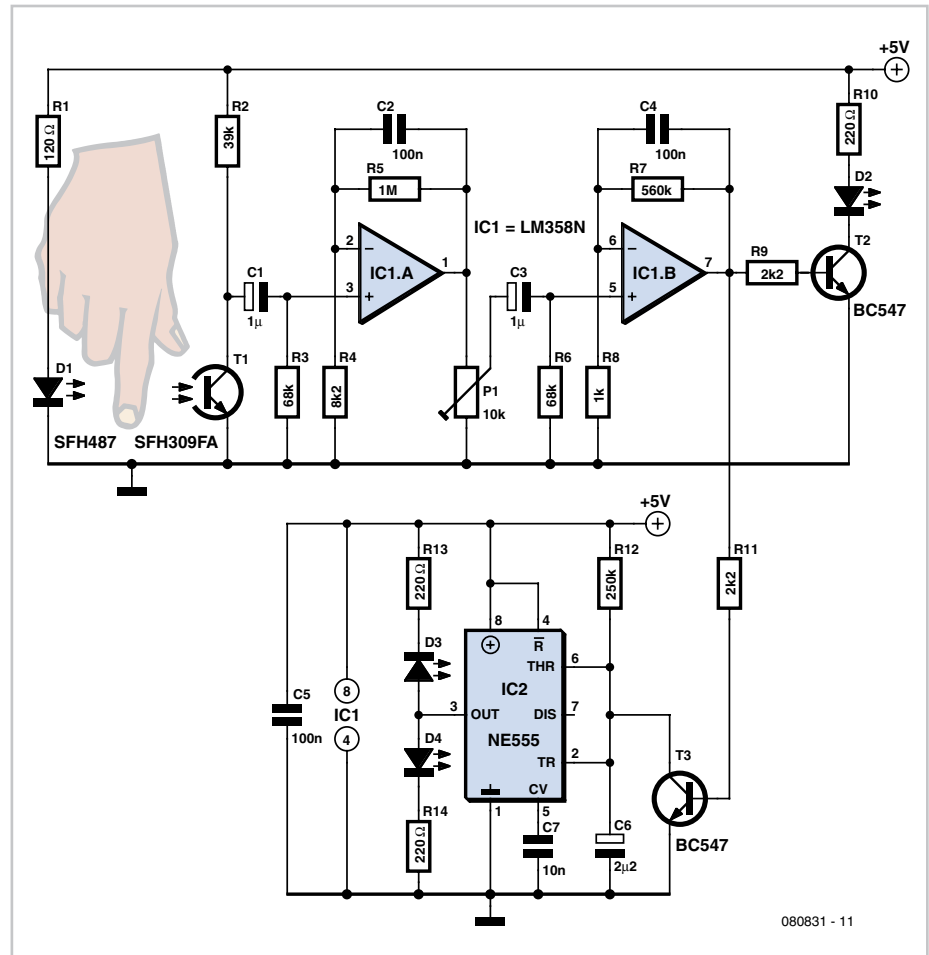 +5V
R1
120 Ω
R2
39k
C2
100n
R5
1M
C4
100n
R7
560k
R10
220 Ω
D2
IC1 = LM358N
2
3
1
IC1.A
6
5
7
IC1.B
R9
2k2
T2
BC547
C1
1µ
C3
1µ
D1
T1
R3
68k
R4
8k2
P1
10k
R6
68k
R8
1k
SFH487
SFH309FA
+5V
R13
220 Ω
R12
250k
R11
2k2
8
4
R̅
D3
THR
6
C5
100n
8
IC1
4
IC2
3
OUT
DIS
7
NE555
D4
TR
2
T3
CV
R14
220 Ω
1
5
C7
10n
C6
2µ2
BC547
080831 - 11